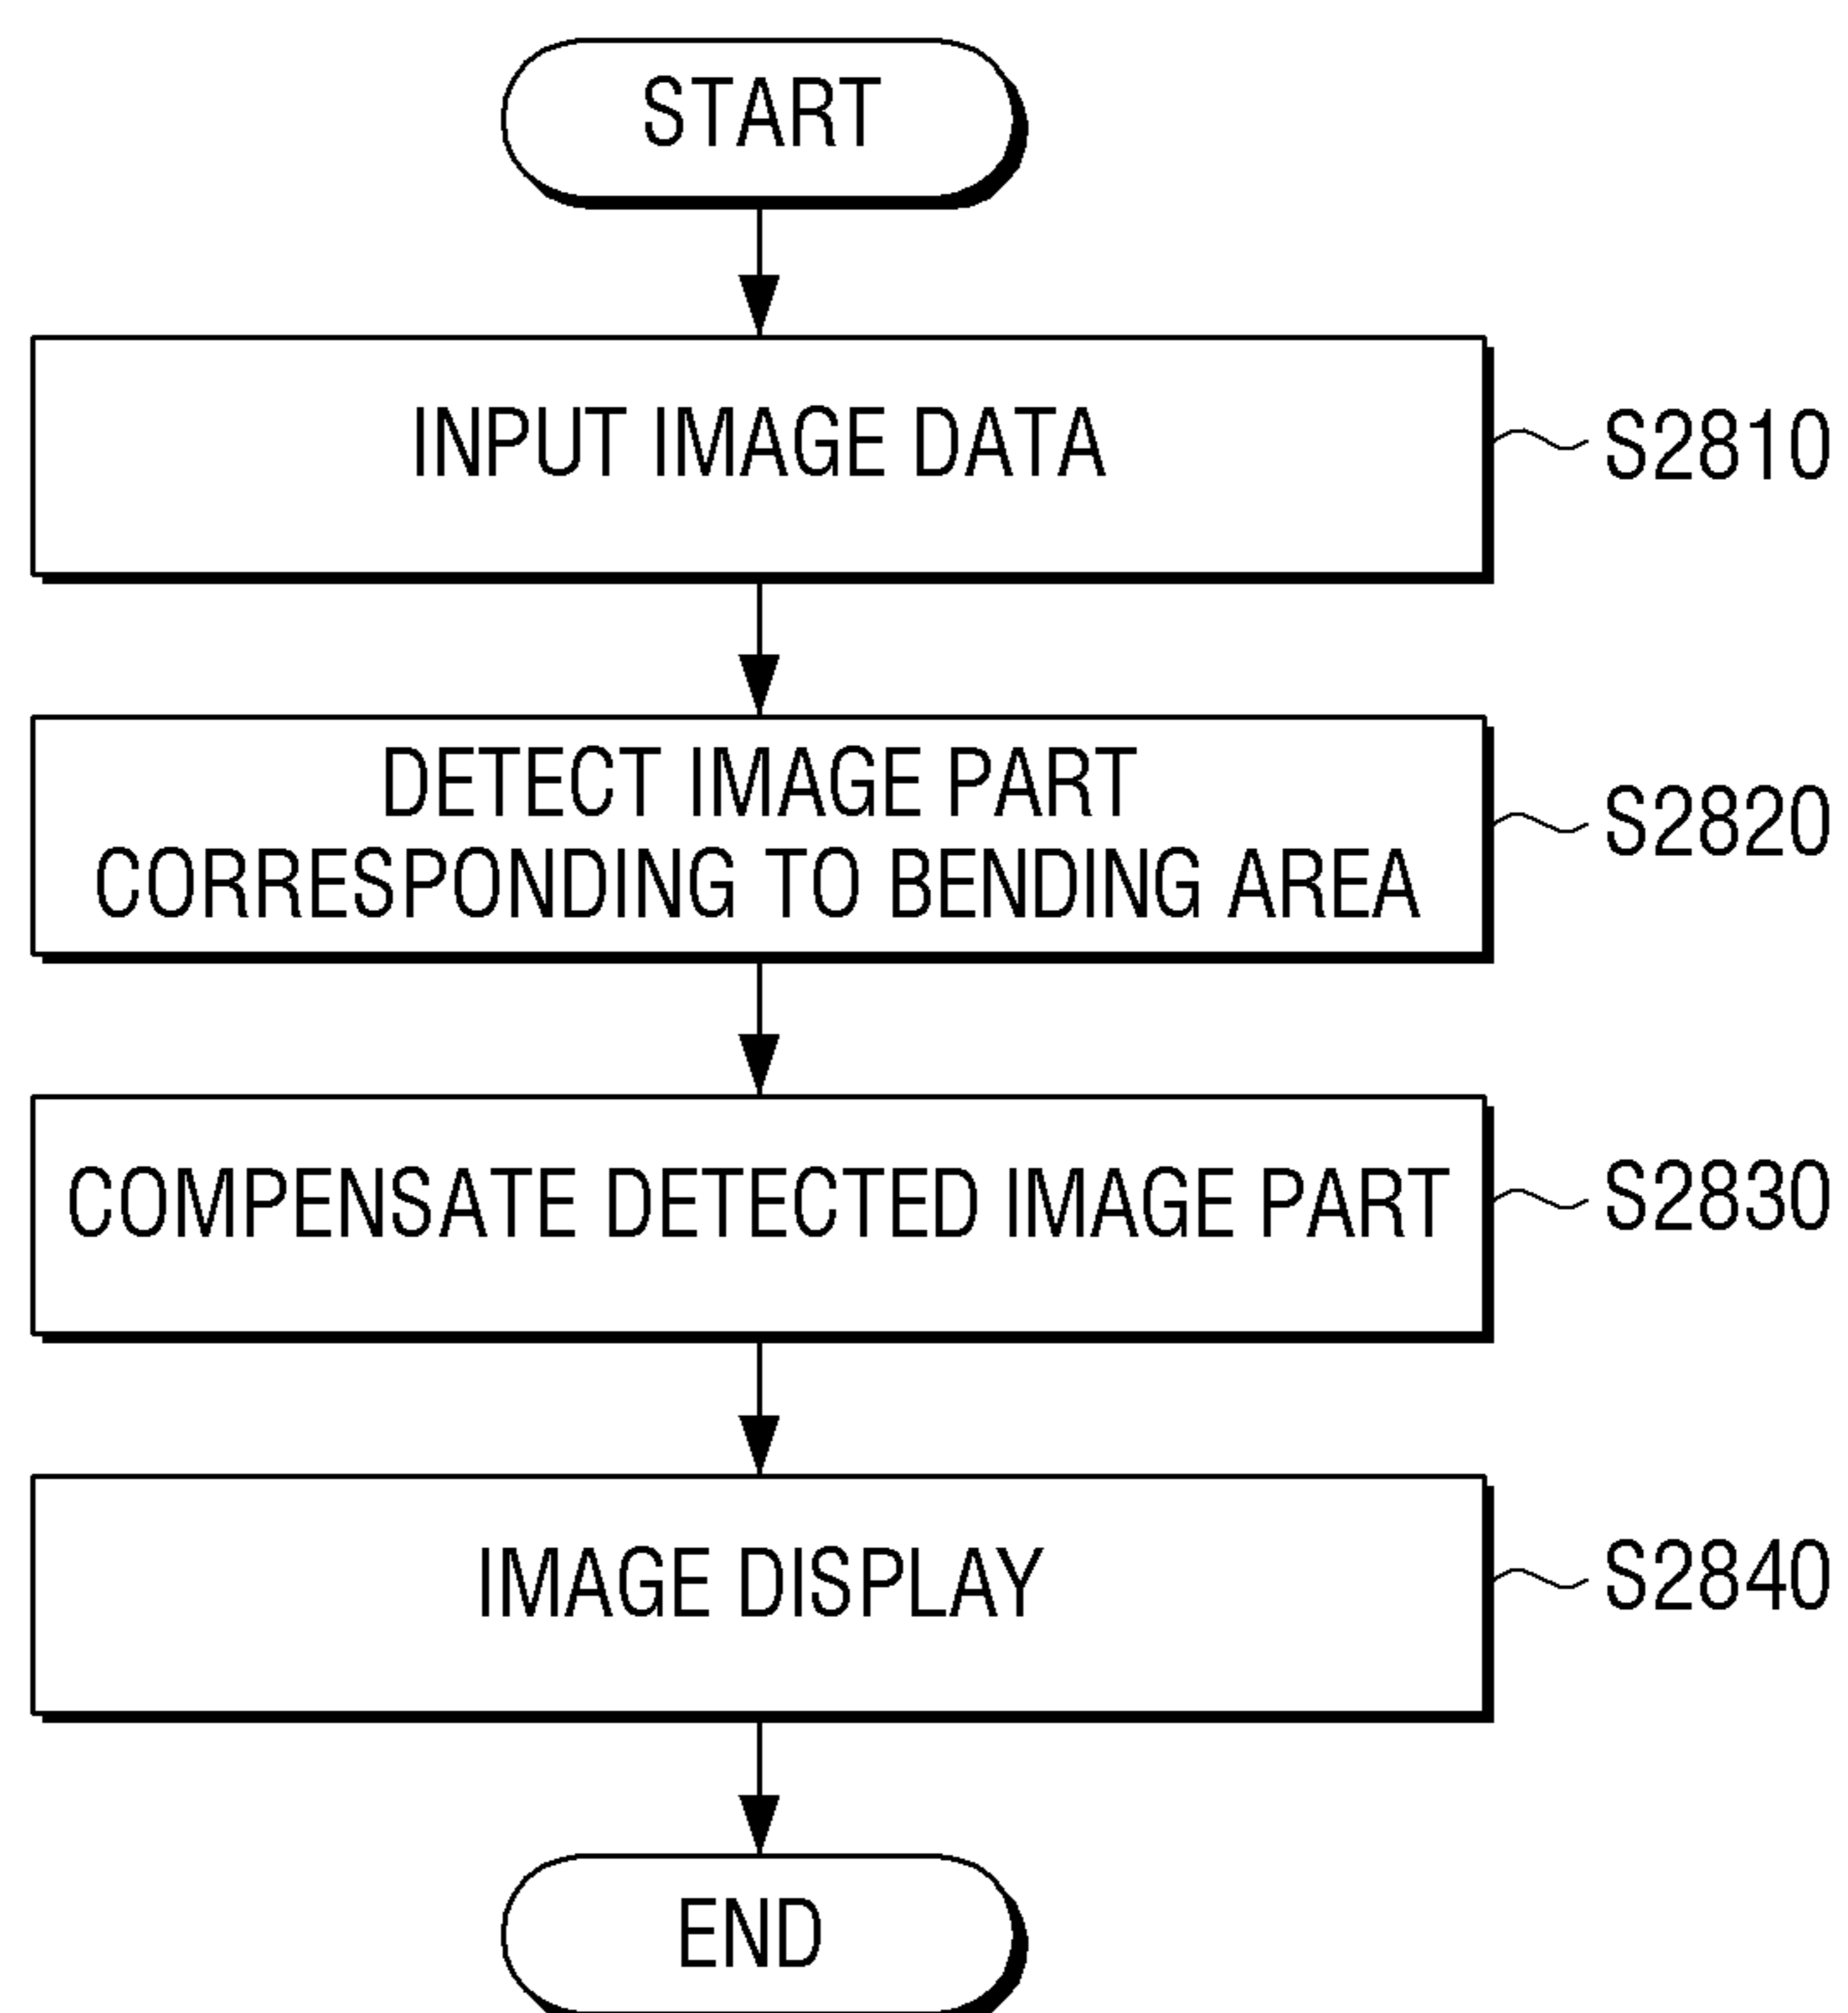 START
INPUT IMAGE DATA
S2810
DETECT IMAGE PART
CORRESPONDING TO BENDING AREA
S2820
COMPENSATE DETECTED IMAGE PART
S2830
IMAGE DISPLAY
S2840
END